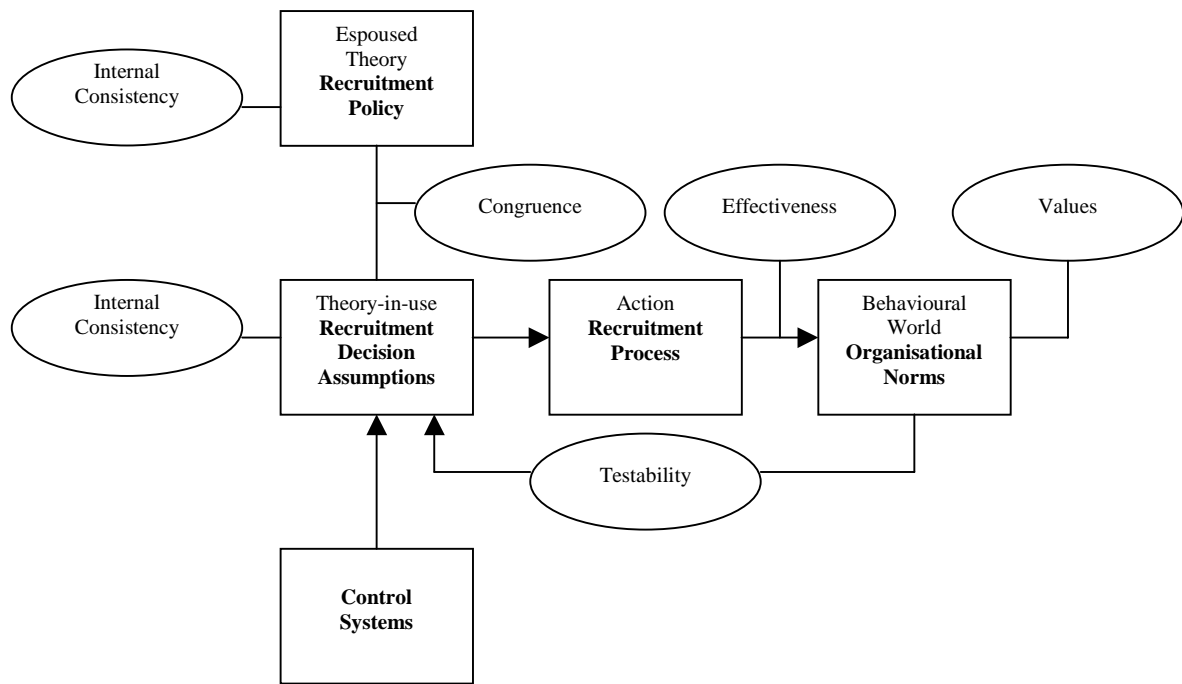 Espoused
Theory
Recruitment
Policy
Internal
Consistency
Congruence
Effectiveness
Values
Internal
Consistency
Theory-in-use
Recruitment
Decision
Assumptions
Action
Recruitment
Process
Behavioural
World
Organisational
Norms
Testability
Control
Systems